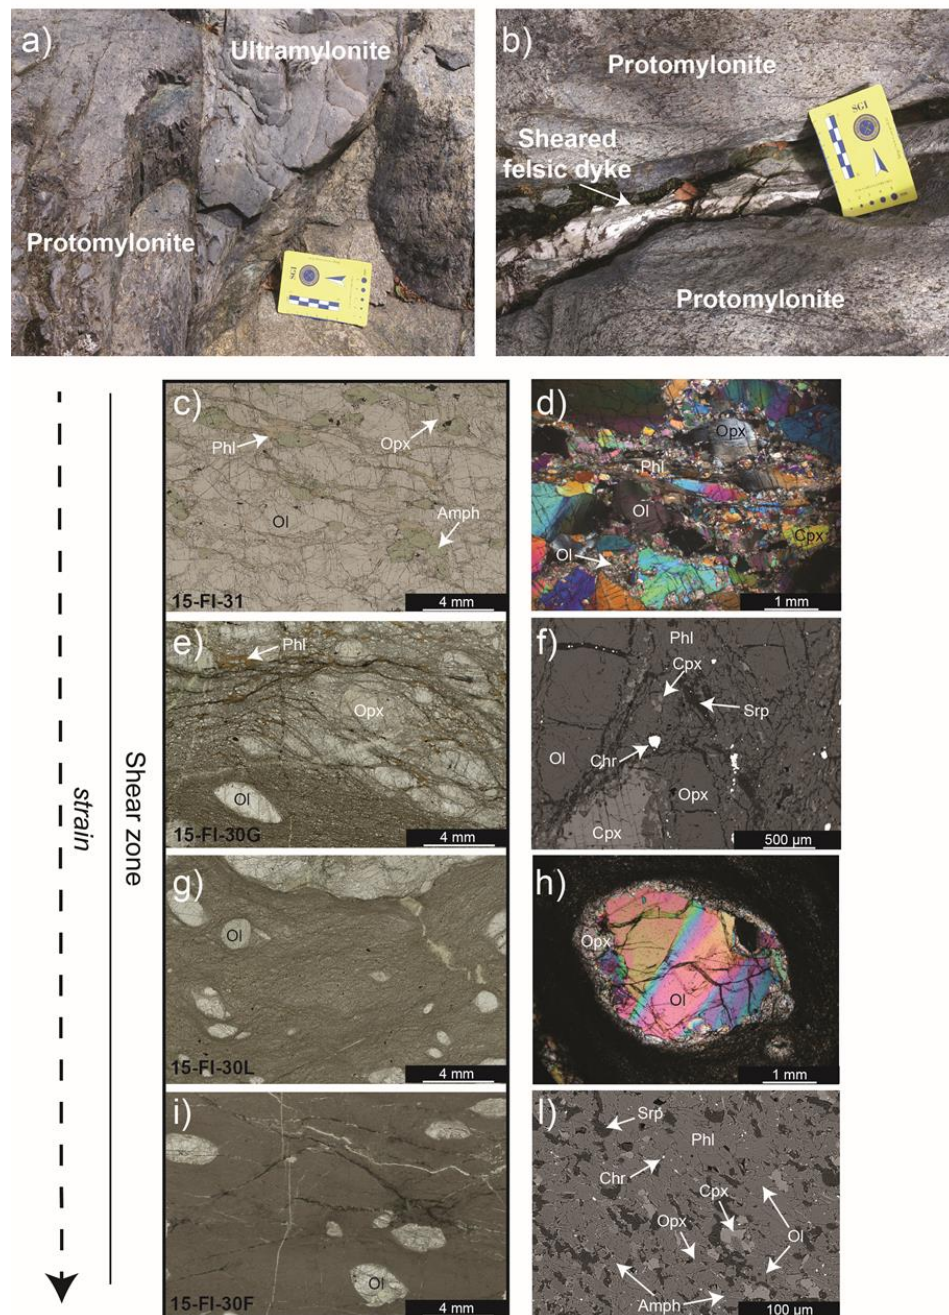 a)
Ultramylonite
Protomylonite
SGI
b)
Protomylonite
SGI
Sheared
felsic dyke
Protomylonite
strain
Shear zone
c)
Phl
Opx
Ol
Amph
15-FI-31
4 mm
d)
Opx
Phl
Ol
Cpx
Ol
1 mm
e)
Phl
Opx
Ol
15-FI-30G
4 mm
f)
Phl
Cpx
Srp
Ol
Chr
Opx
Cpx
500 µm
g)
Ol
15-FI-30L
4 mm
h)
Opx
Ol
1 mm
i)
Ol
15-FI-30F
4 mm
l)
Srp
Phl
Chr
Cpx
Opx
Ol
Amph
100 µm